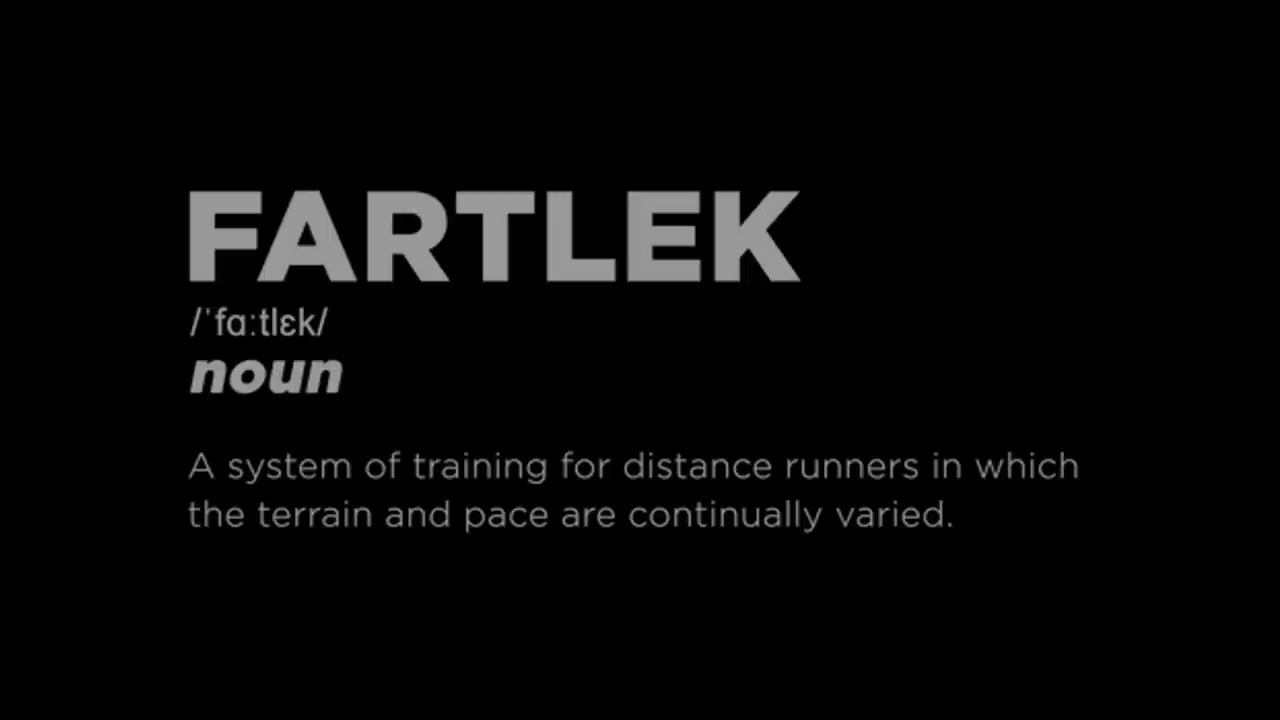 FARTLEK
/ˈfɑːtlɛk/
noun
A system of training for distance runners in which
the terrain and pace are continually varied.